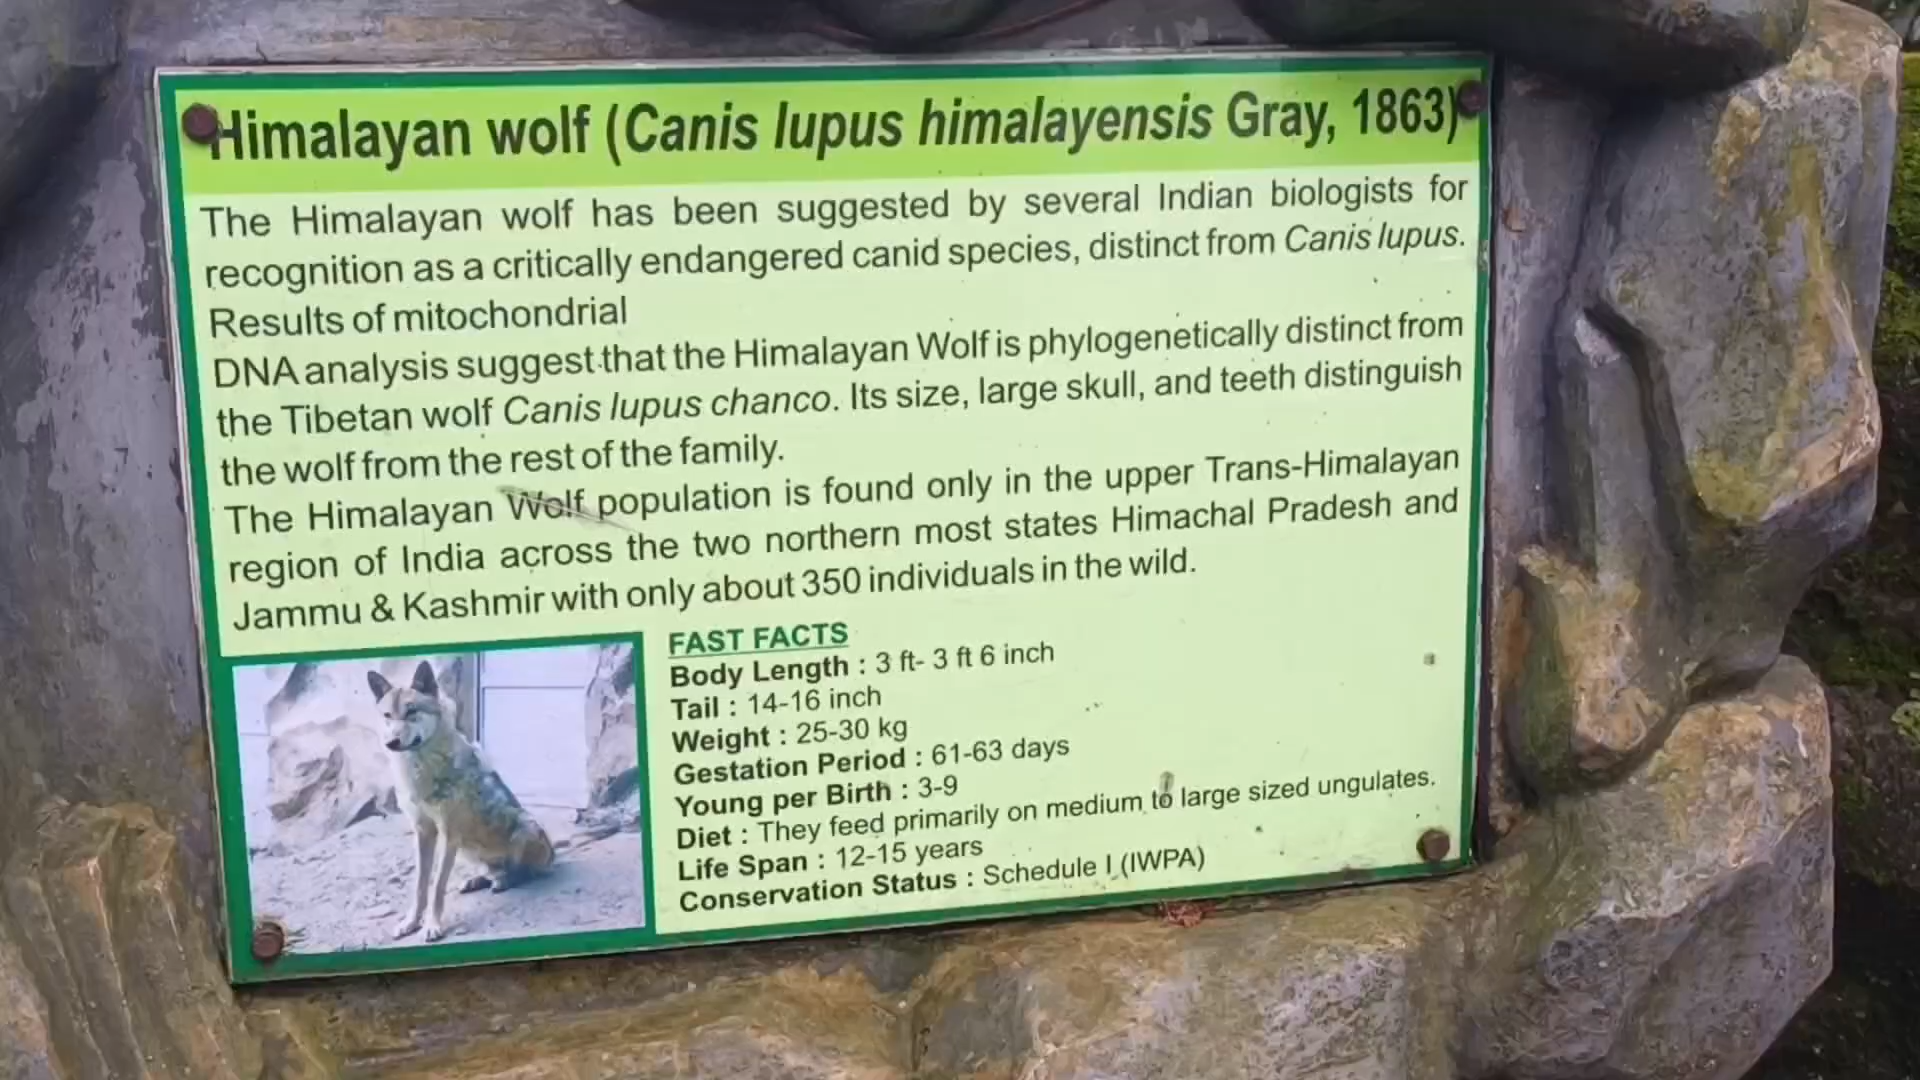 Himalayan wolf (Canis lupus himalayensis Gray, 1863)
The Himalayan wolf has been suggested by several Indian biologists for
recognition as a critically endangered canid species, distinct from Canis lupus.
Results of mitochondrial
DNA analysis suggest that the Himalayan Wolf is phylogenetically distinct from
the Tibetan wolf Canis lupus chanco. Its size, large skull, and teeth distinguish
the wolf from the rest of the family.
The Himalayan Wolf population is found only in the upper Trans-Himalayan
region of India across the two northern most states Himachal Pradesh and
Jammu & Kashmir with only about 350 individuals in the wild.
FAST FACTS
Body Length : 3 ft- 3 ft 6 inch
Tail : 14-16 inch
Weight : 25-30 kg
Gestation Period : 61-63 days
Young per Birth : 3-9
Diet : They feed primarily on medium to large sized ungulates.
Life Span : 12-15 years
Conservation Status : Schedule I (IWPA)